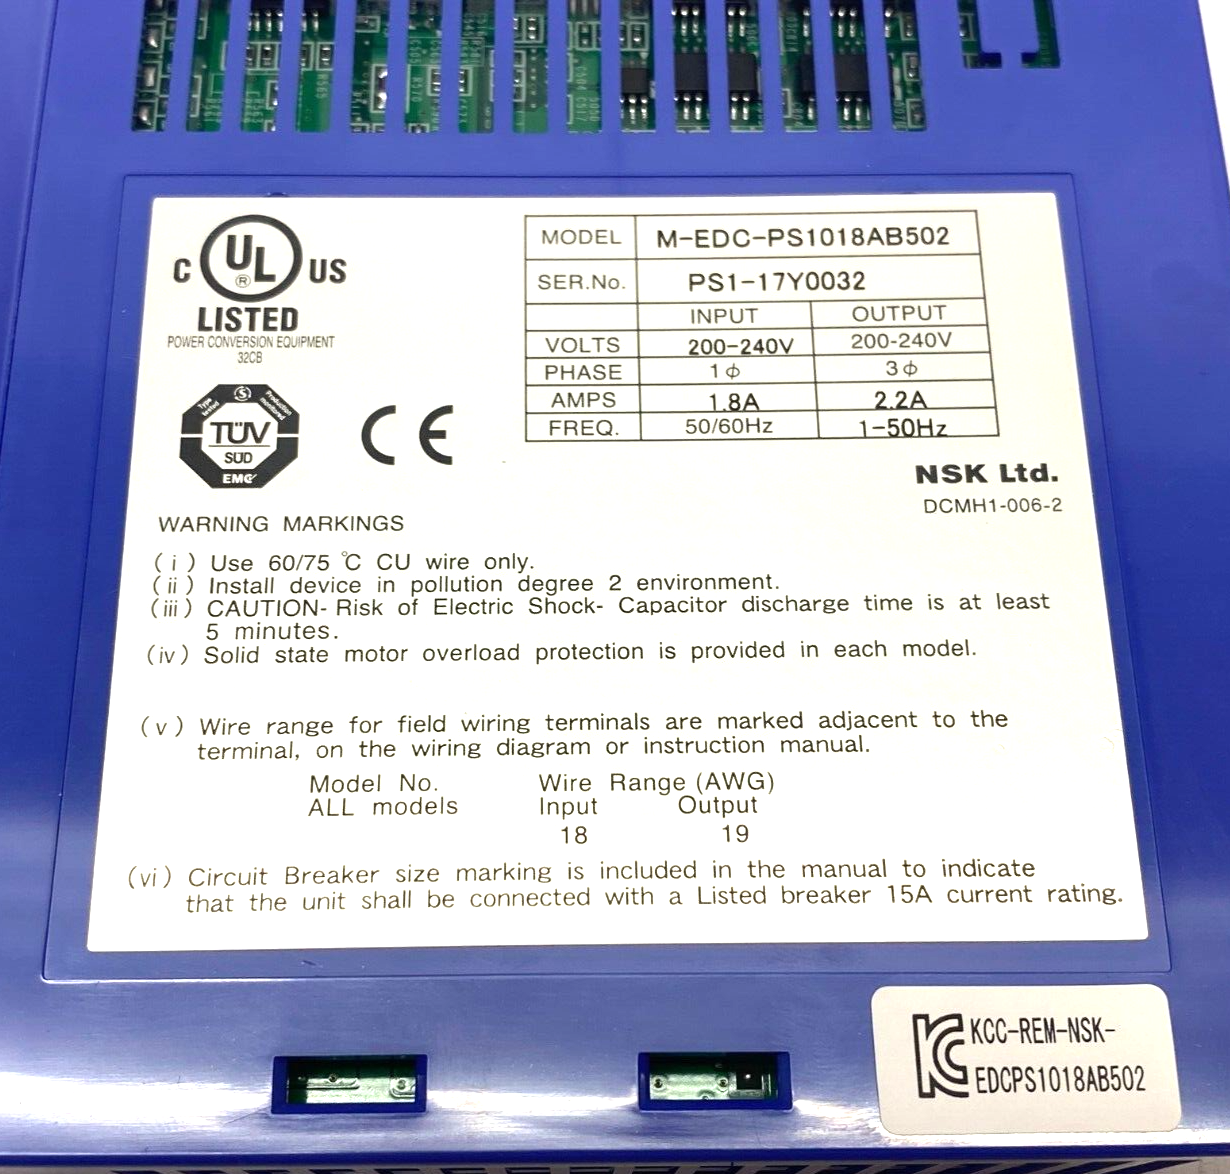 C UL US
®
LISTED
POWER CONVERSION EQUIPMENT
32CB
Type tested
Production monitored
TÜV
SÜD
EMC
CE
MODEL M-EDC-PS1018AB502
SER.No. PS1-17Y0032
INPUT OUTPUT
VOLTS 200-240V 200-240V
PHASE 1ϕ 3ϕ
AMPS 1.8A 2.2A
FREQ. 50/60Hz 1-50Hz
NSK Ltd.
DCMH1-006-2
WARNING MARKINGS
(i) Use 60/75 ℃ CU wire only.
(ii) Install device in pollution degree 2 environment.
(iii) CAUTION- Risk of Electric Shock- Capacitor discharge time is at least
5 minutes.
(iv) Solid state motor overload protection is provided in each model.
(v) Wire range for field wiring terminals are marked adjacent to the
terminal, on the wiring diagram or instruction manual.
Model No. Wire Range (AWG)
ALL models Input Output
18 19
(vi) Circuit Breaker size marking is included in the manual to indicate
that the unit shall be connected with a Listed breaker 15A current rating.
KCC-REM-NSK-
EDCPS1018AB502